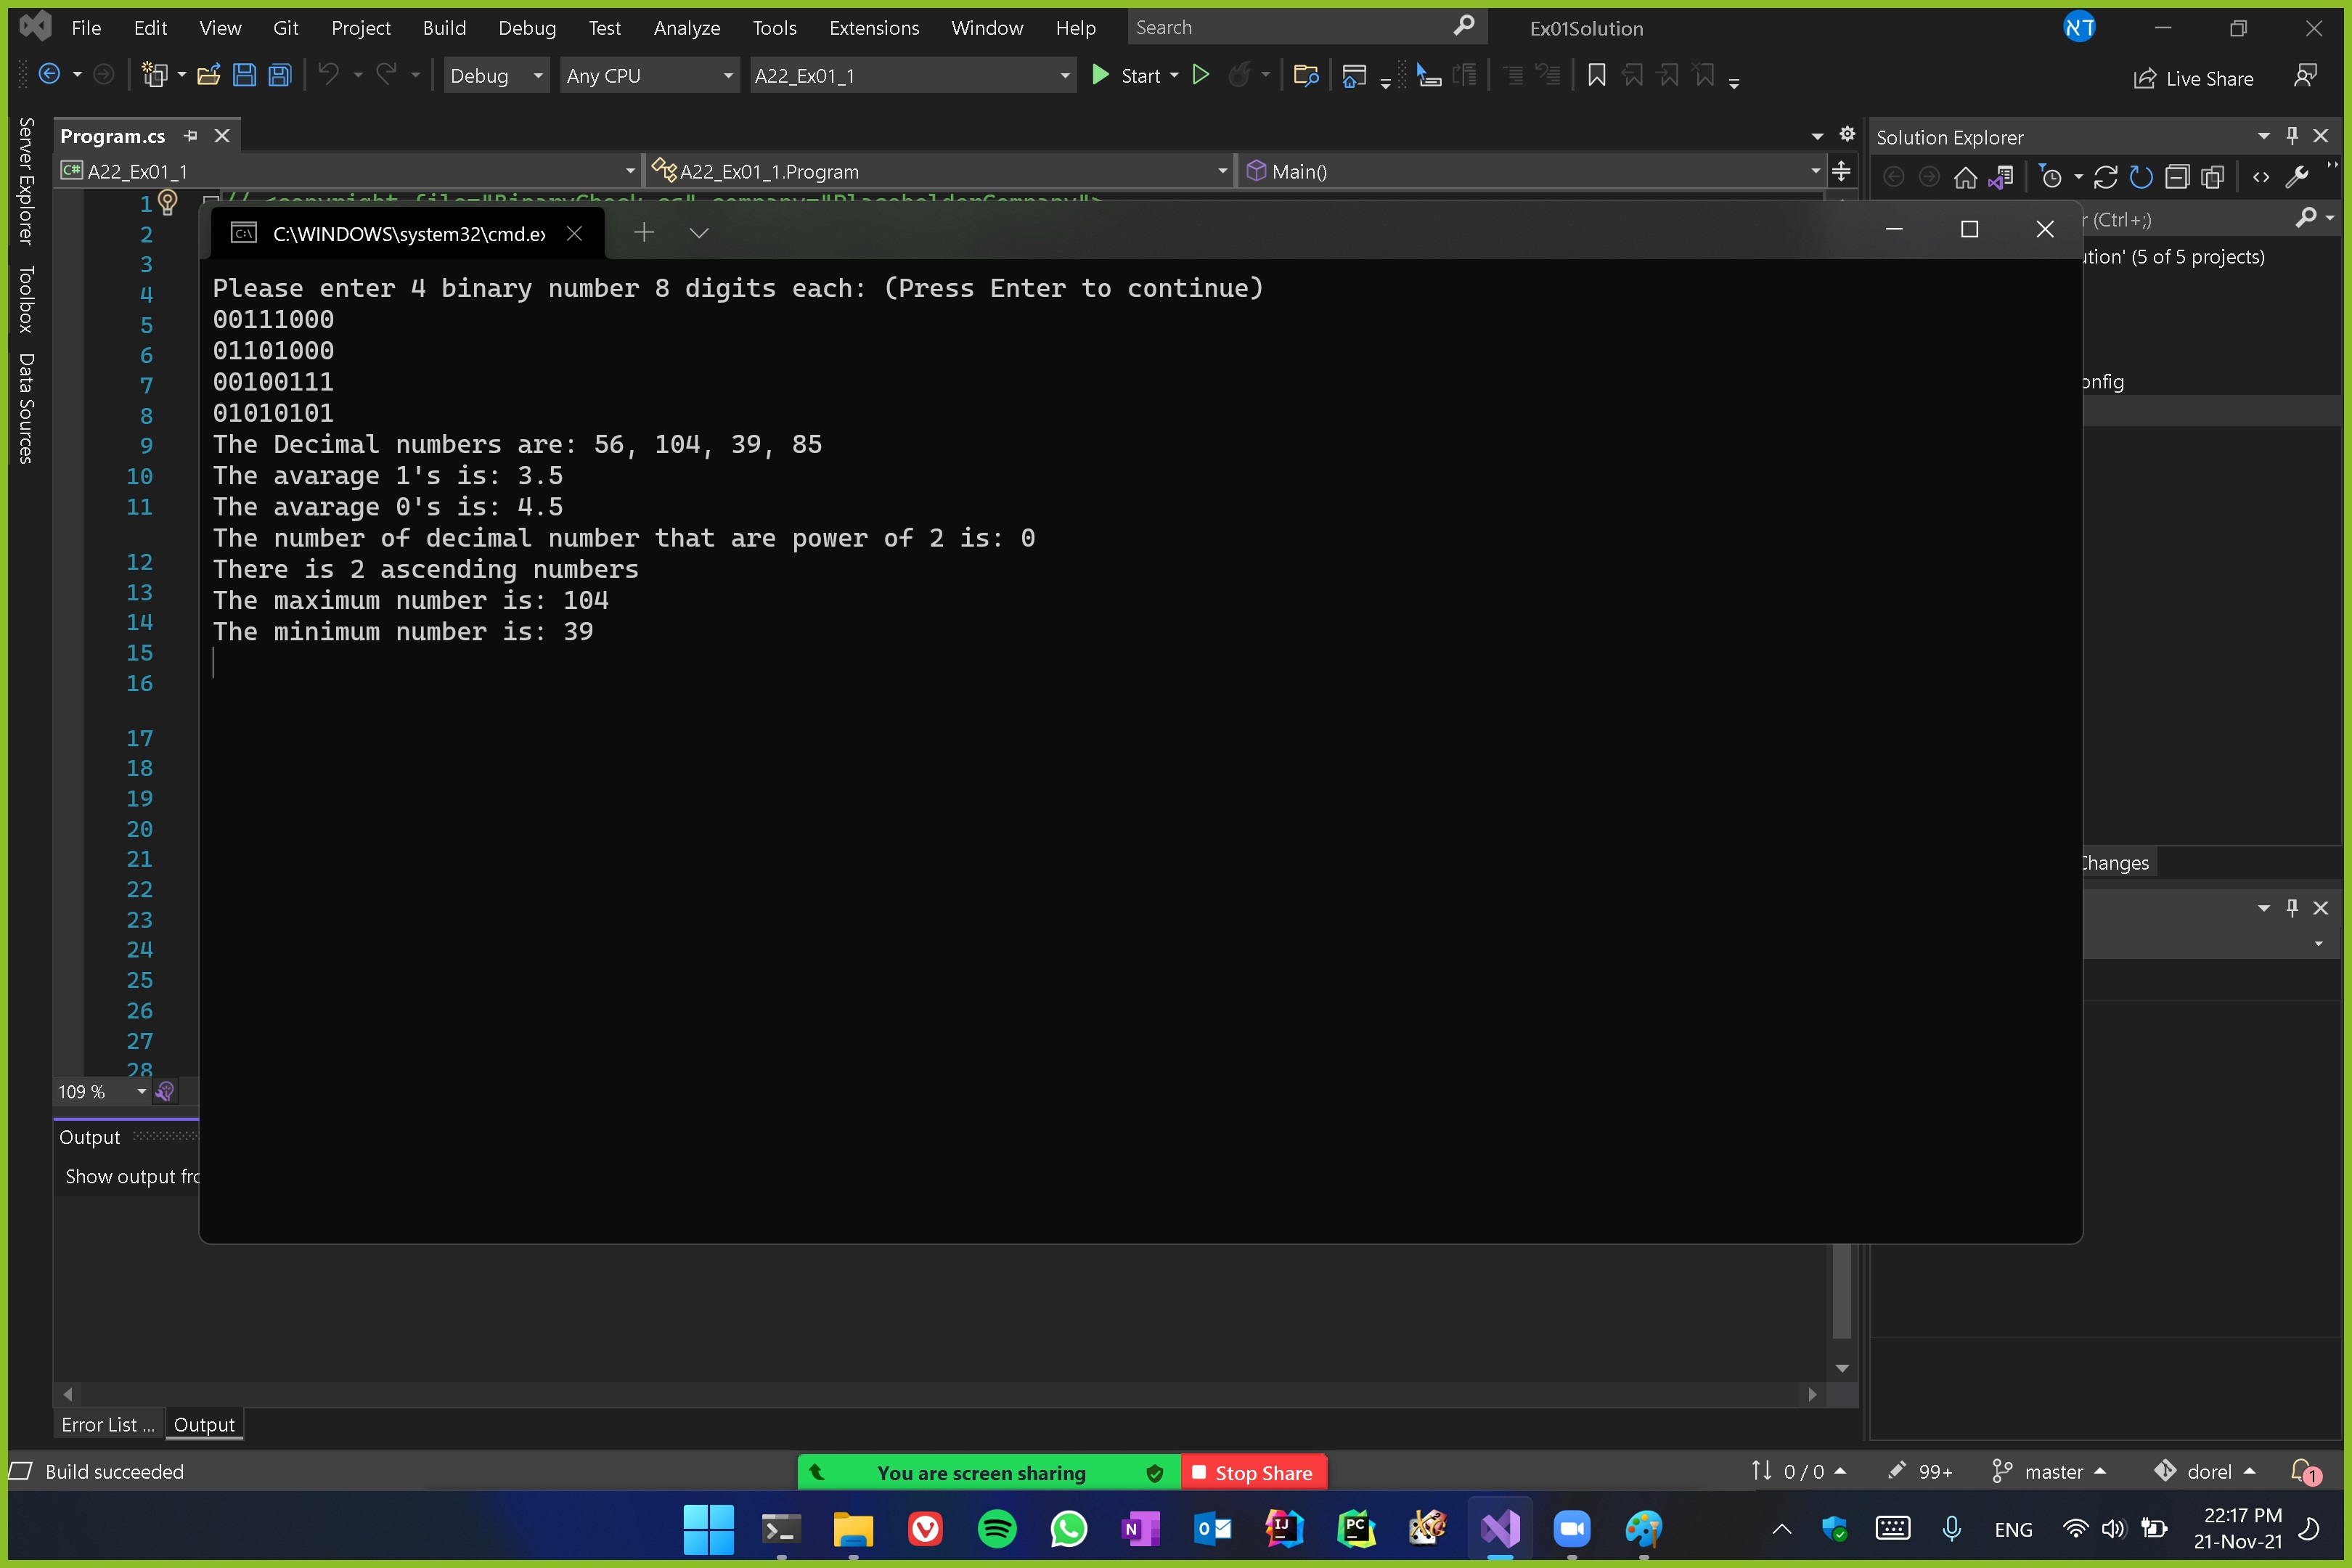 File Edit View Git Project Build Debug Test Analyze Tools Extensions Window Help Search Ex01Solution אד
Debug Any CPU A22_Ex01_1 Start Live Share
Server Explorer
Toolbox
Data Sources
Program.cs
A22_Ex01_1 A22_Ex01_1.Program Main()
C# 
1
2
3
4
5
6
7
8
9
10
11
12
13
14
15
16
17
18
19
20
21
22
23
24
25
26
27
28
// <copyright file="BinaryCheck.cs" company="PlaceholderCompany">
C:\WINDOWS\system32\cmd.e
Please enter 4 binary number 8 digits each: (Press Enter to continue)
00111000
01101000
00100111
01010101
The Decimal numbers are: 56, 104, 39, 85
The avarage 1's is: 3.5
The avarage 0's is: 4.5
The number of decimal number that are power of 2 is: 0
There is 2 ascending numbers
The maximum number is: 104
The minimum number is: 39
Solution Explorer
(Ctrl+;)
ution' (5 of 5 projects)
onfig
Changes
109 %
Output
Show output fro
Error List ... Output
Build succeeded
You are screen sharing Stop Share
0 / 0 99+ master dorel 1
ENG 22:17 PM
21-Nov-21